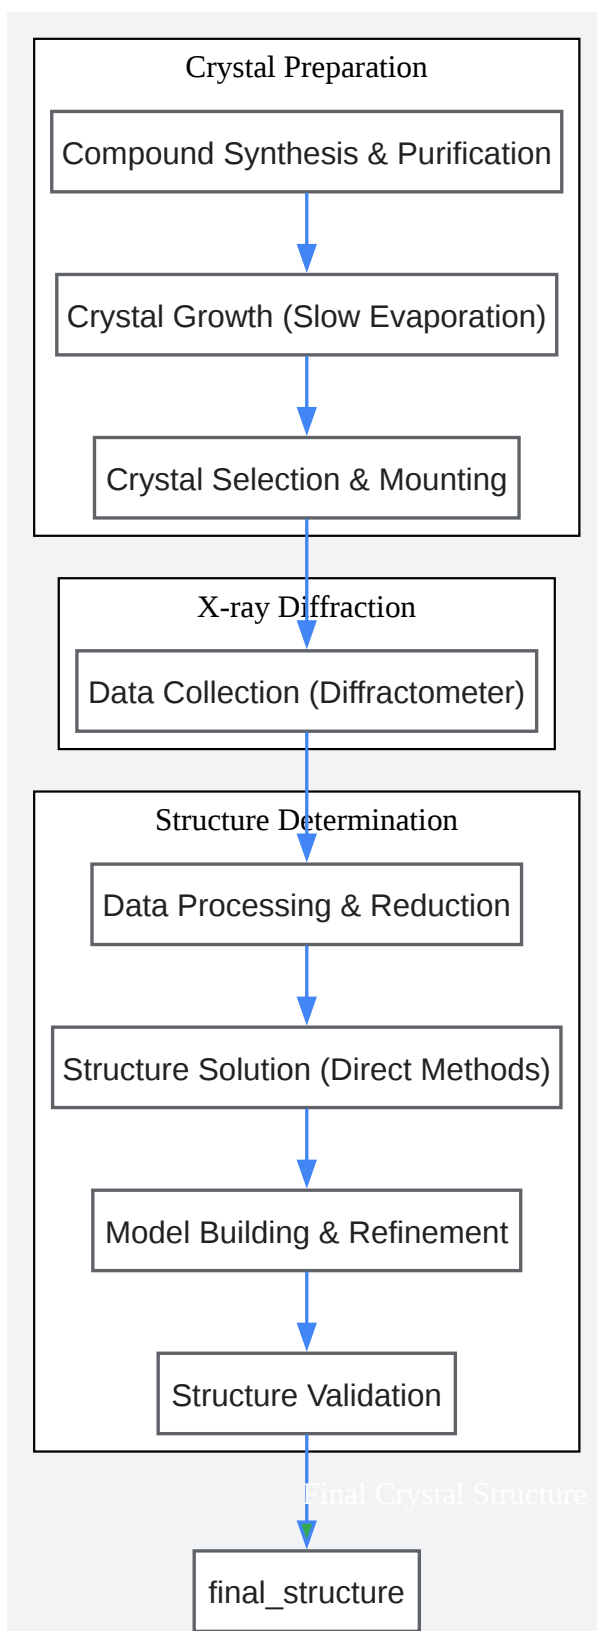 Crystal Preparation
Compound Synthesis & Purification
Crystal Growth (Slow Evaporation)
Crystal Selection & Mounting
X-ray Diffraction
Data Collection (Diffractometer)
Structure Determination
Data Processing & Reduction
Structure Solution (Direct Methods)
Model Building & Refinement
Structure Validation
Final Crystal Structure
final_structure